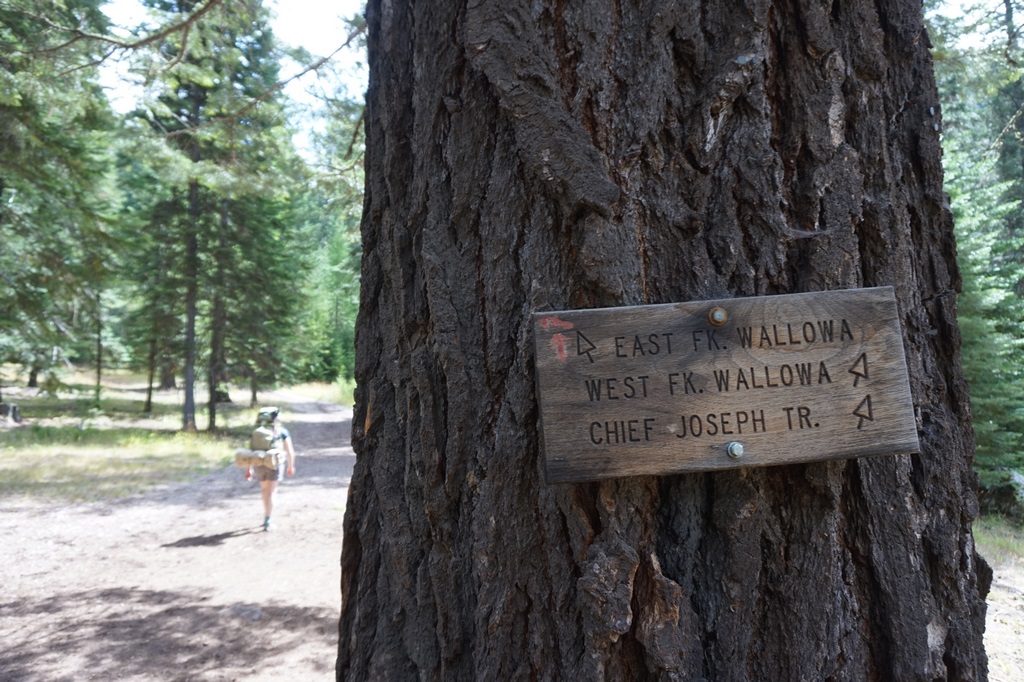 EAST FK. WALLOWA
WEST FK. WALLOWA
CHIEF JOSEPH TR.